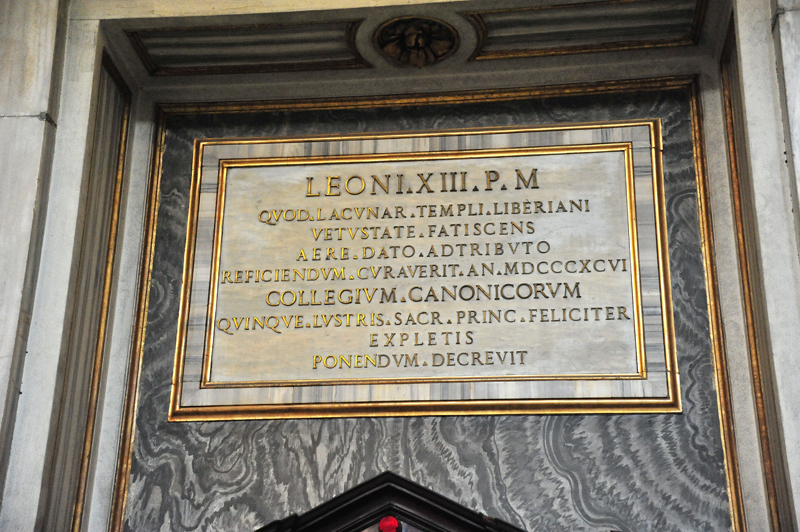 LEONI.XIII.P.M
QVOD.LACVNAR.TEMPLI.LIBERIANI
VETVSTATE.FATISCENS
AERE.DATO.ADTRIBVTO
REFICIENDVM.CVRAVERIT.AN.MDCCCXCVI
COLLEGIVM.CANONICORVM
QVINQVE.LVSTRIS.SACR.PRINC.FELICITER
EXPLETIS
PONENDVM.DECREVIT